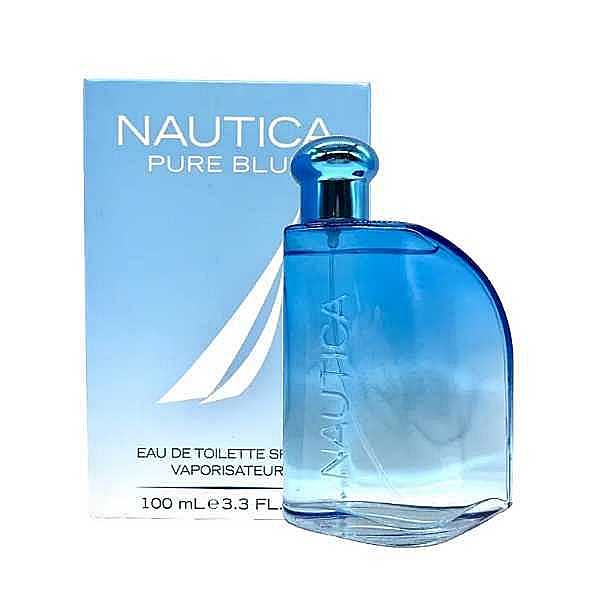 NAUTICA
PURE BLU
EAU DE TOILETTE SP
VAPORISATEUR
100 mL e 3.3 FL.
NAUTICA